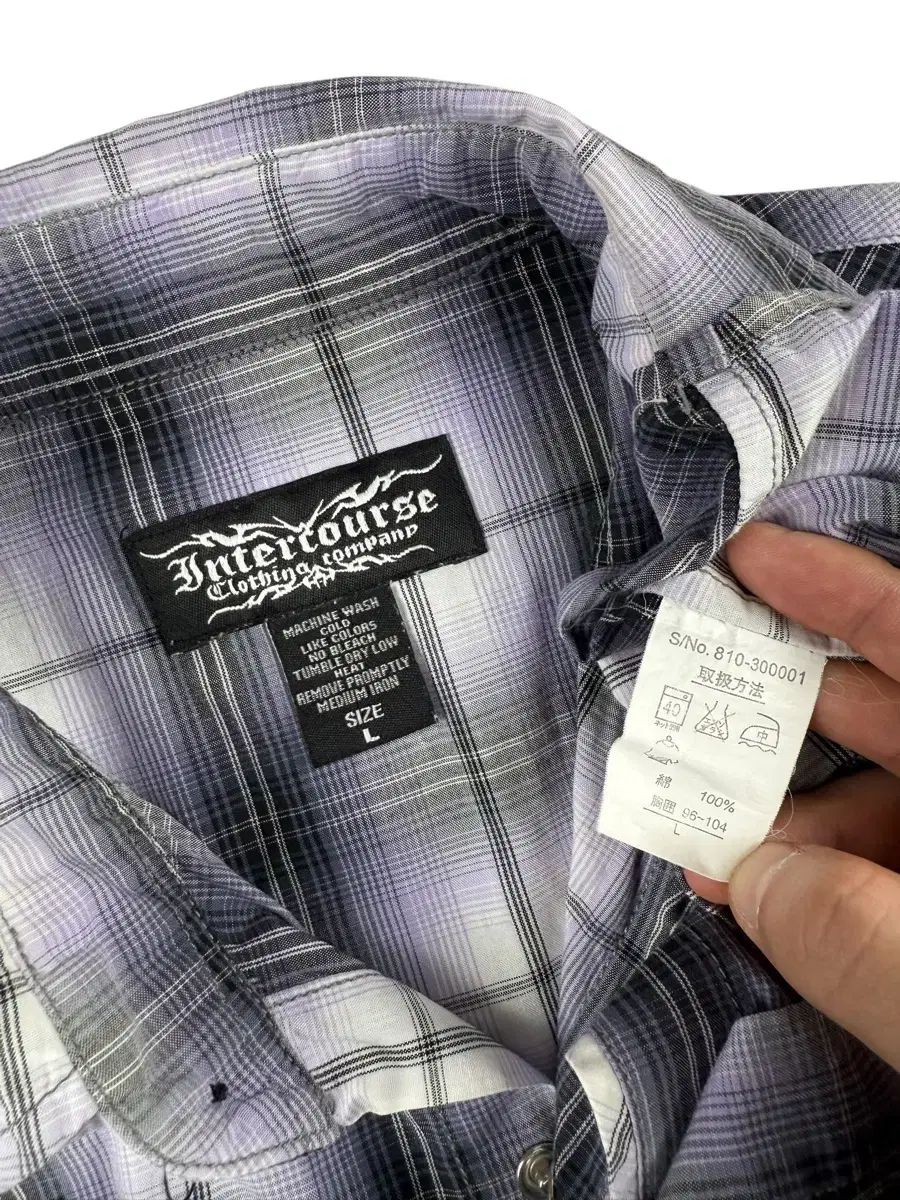 Intercourse
Clothing company
MACHINE WASH
COLD
LIKE COLORS
NO BLEACH
TUMBLE DRY LOW
HEAT
REMOVE PROMPTLY
MEDIUM IRON
SIZE
L
S/No. 810-300001
取扱方法
40
中
綿 100%
胸囲 96~104
L